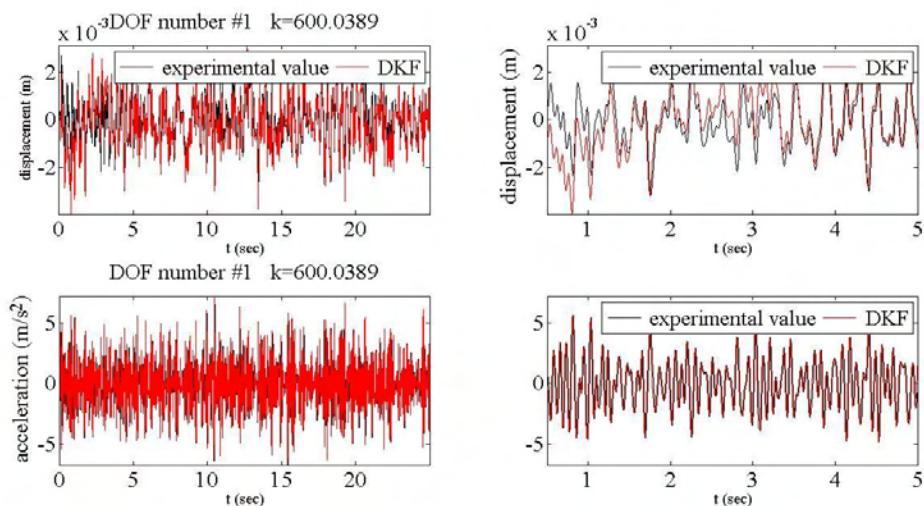 x 10⁻³ DOF number #1 k=600.0389
x 10⁻³
experimental value DKF
experimental value DKF
displacement (m)
2
0
-2
0 5 10 15 20
t (sec)
displacement (m)
2
0
-2
1 2 3 4 5
t (sec)
DOF number #1 k=600.0389
acceleration (m/s²)
5
0
-5
0 5 10 15 20
t (sec)
experimental value DKF
5
0
-5
1 2 3 4 5
t (sec)